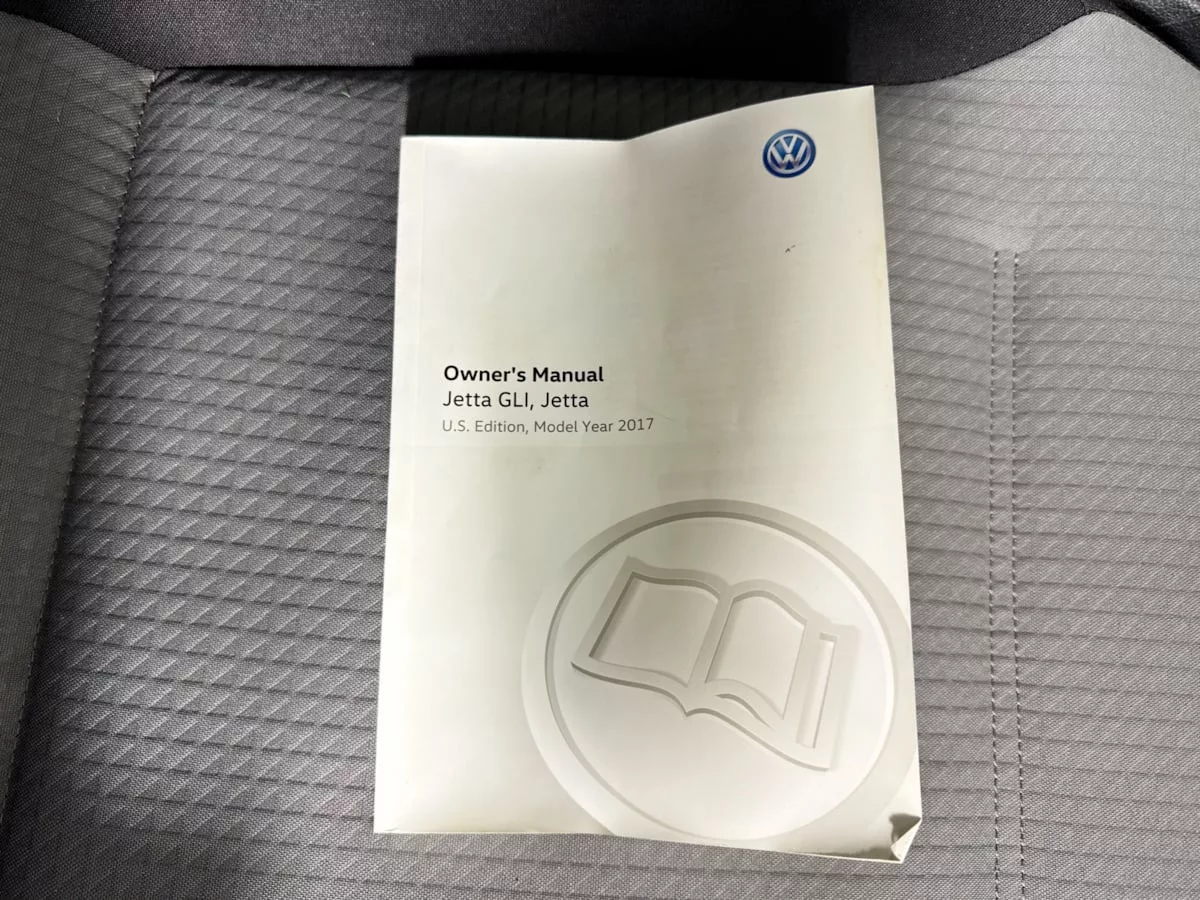 Owner's Manual
Jetta GLI, Jetta
U.S. Edition, Model Year 2017